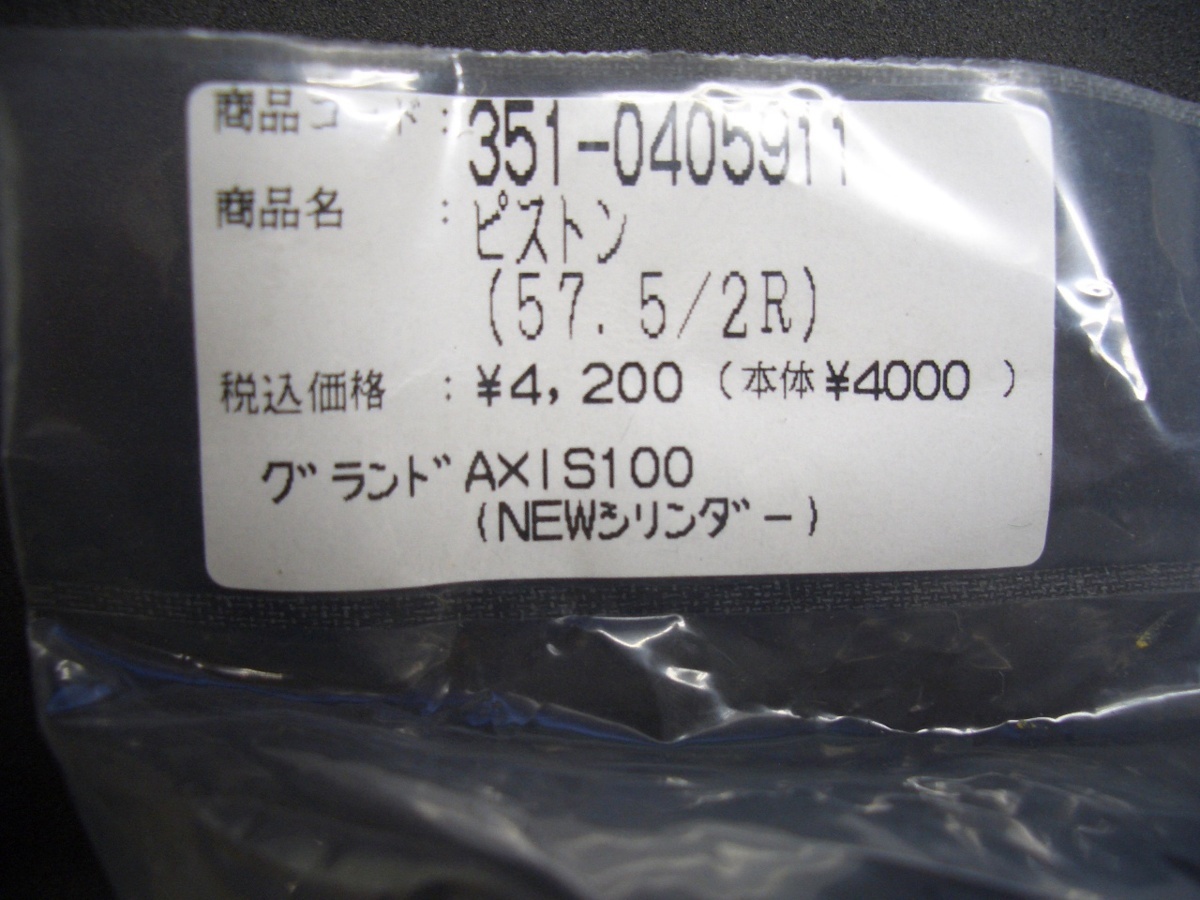 商品コード：351-0405911
商品名　：ピストン
(57.5/2R)
税込価格　：¥4,200（本体¥4000 ）
グランドAXIS100
(NEWシリンダー)